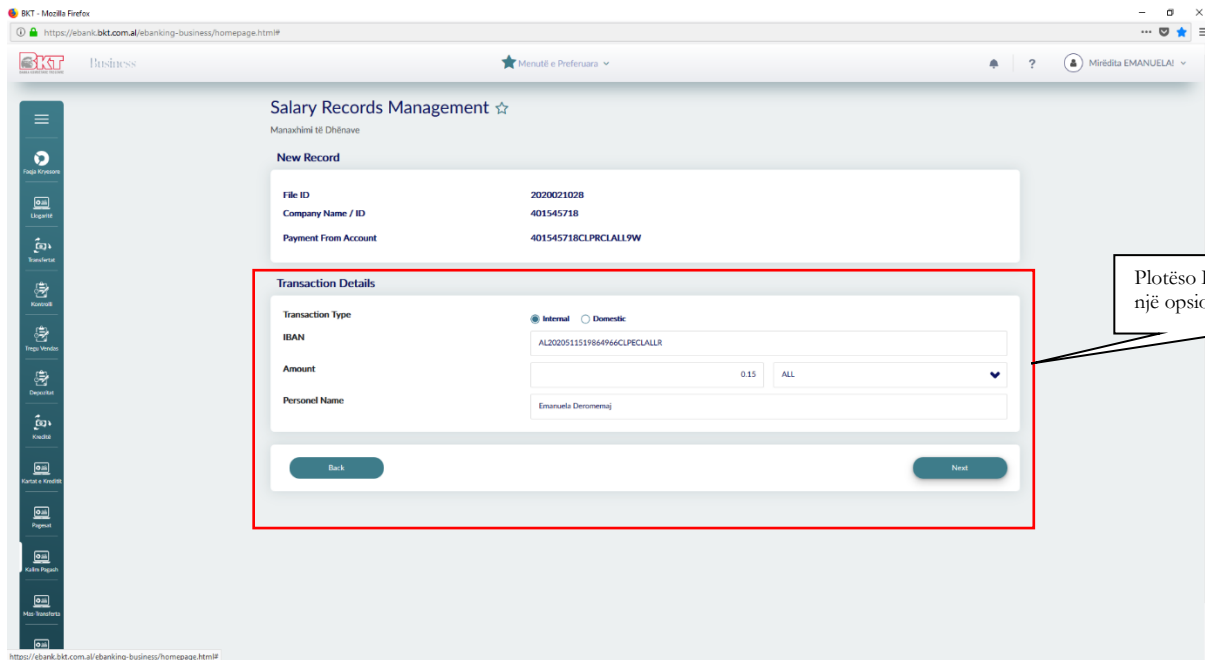 BKT - Mozilla Firefox
https://ebank.bkt.com.al/ebanking-business/homepage.html#
BKT
Business
Menutë e Preferuara
?
Mirëdita EMANUELA!
Salary Records Management
Manaxhimi të Dhënave
New Record
File ID 2020021028
Company Name / ID 401545718
Payment From Account 401545718CLPRCLALL9W
Transaction Details
Transaction Type Internal Domestic
IBAN AL2020511519864966CLPECLALLR
Amount 0.15 ALL
Personel Name Emanuela Deromemaj
Back Next
Plotëso
një opsio
Faqja Kryesore
Llogaritë
Transfertat
Kontrolli
Tregu Vendas
Depozitat
Kreditë
Kartat e Kreditit
Pagesat
Kalim Pagash
Mas-Transferta
https://ebank.bkt.com.al/ebanking-business/homepage.html#